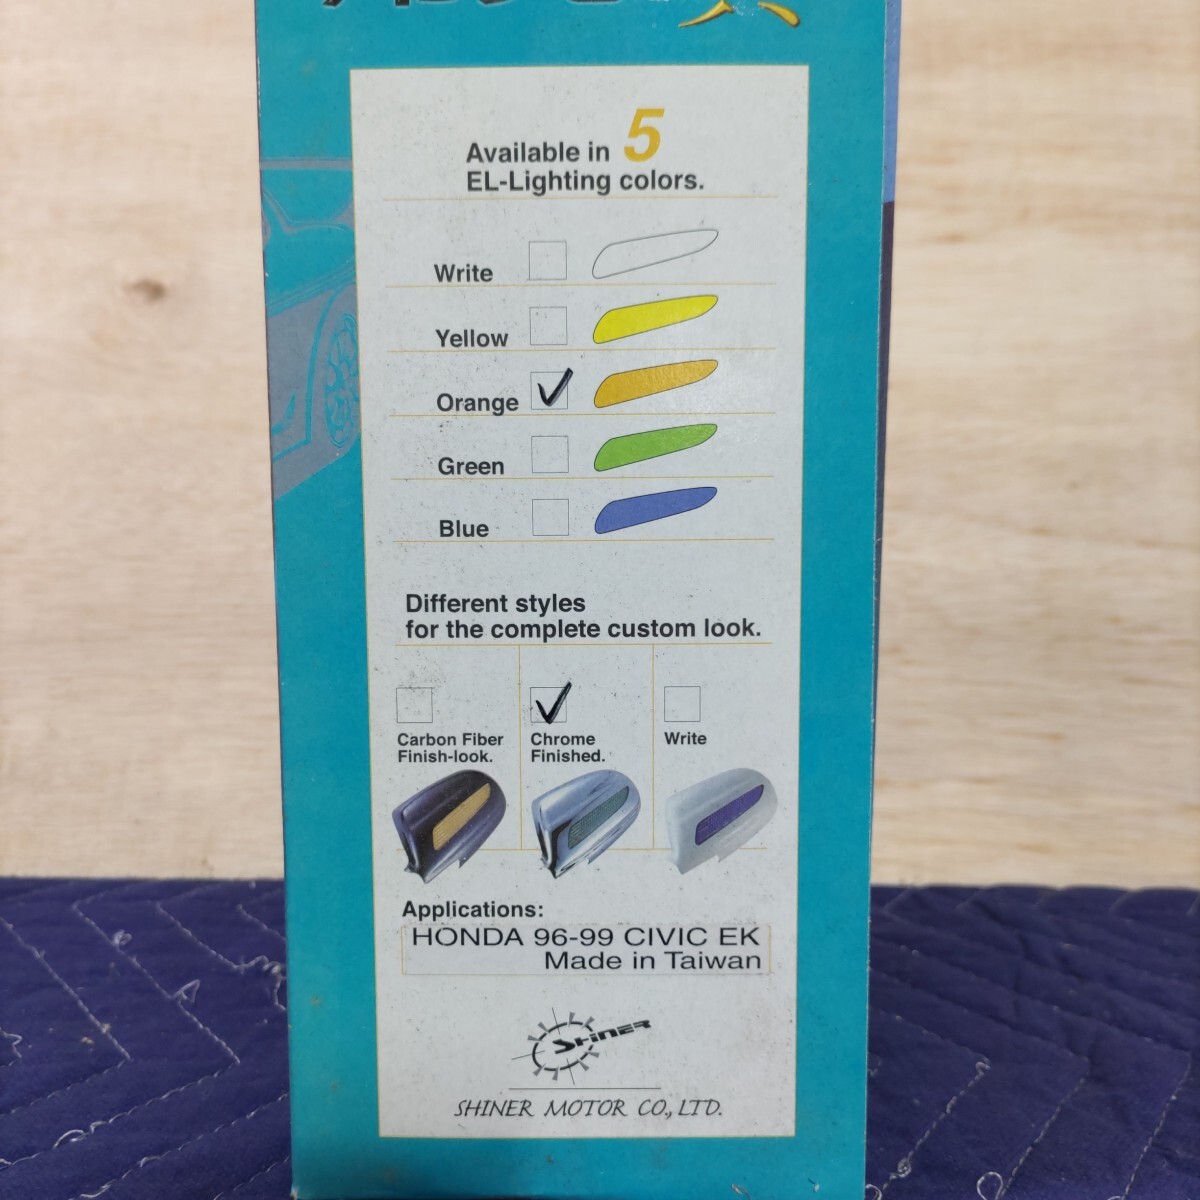 Available in 5
EL-Lighting colors.
Write
Yellow
Orange
Green
Blue
Different styles
for the complete custom look.
Carbon Fiber
Finish-look.
Chrome
Finished.
Write
Applications:
HONDA 96-99 CIVIC EK
Made in Taiwan
SHINER
SHINER MOTOR CO., LTD.